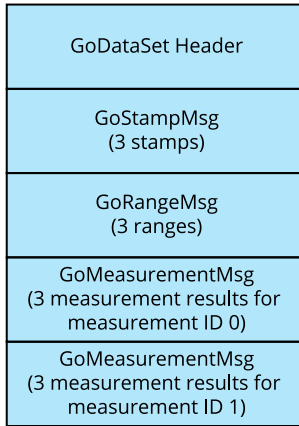 GoDataSet Header
GoStampMsg
(3 stamps)
GoRangeMsg
(3 ranges)
GoMeasurementMsg
(3 measurement results for
measurement ID 0)
GoMeasurementMsg
(3 measurement results for
measurement ID 1)